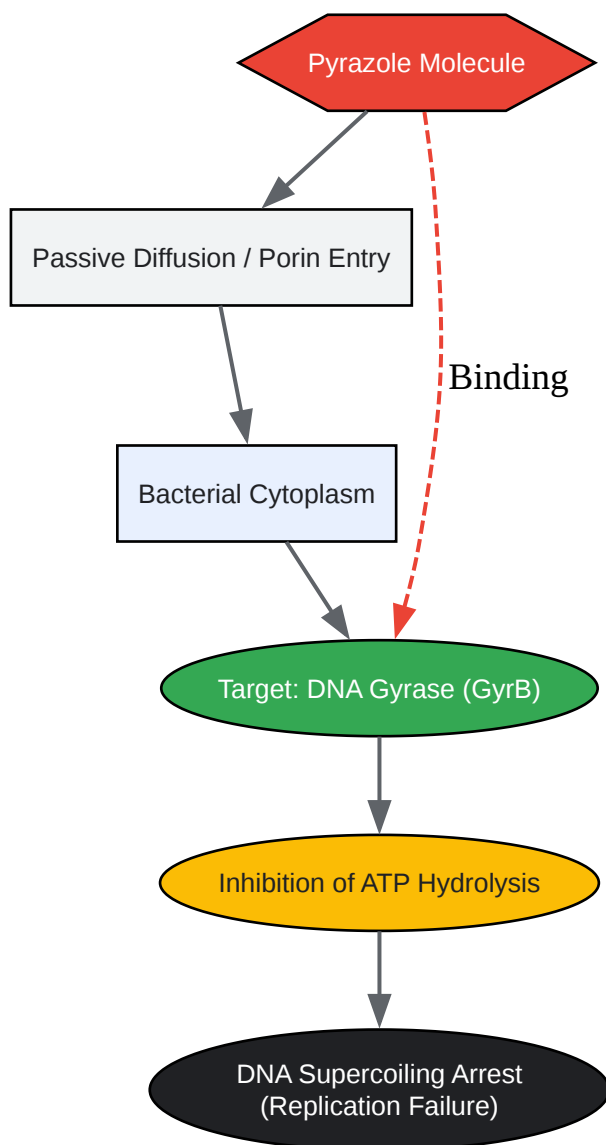 Pyrazole Molecule
Passive Diffusion / Porin Entry
Binding
Bacterial Cytoplasm
Target: DNA Gyrase (GyrB)
Inhibition of ATP Hydrolysis
DNA Supercoiling Arrest
(Replication Failure)